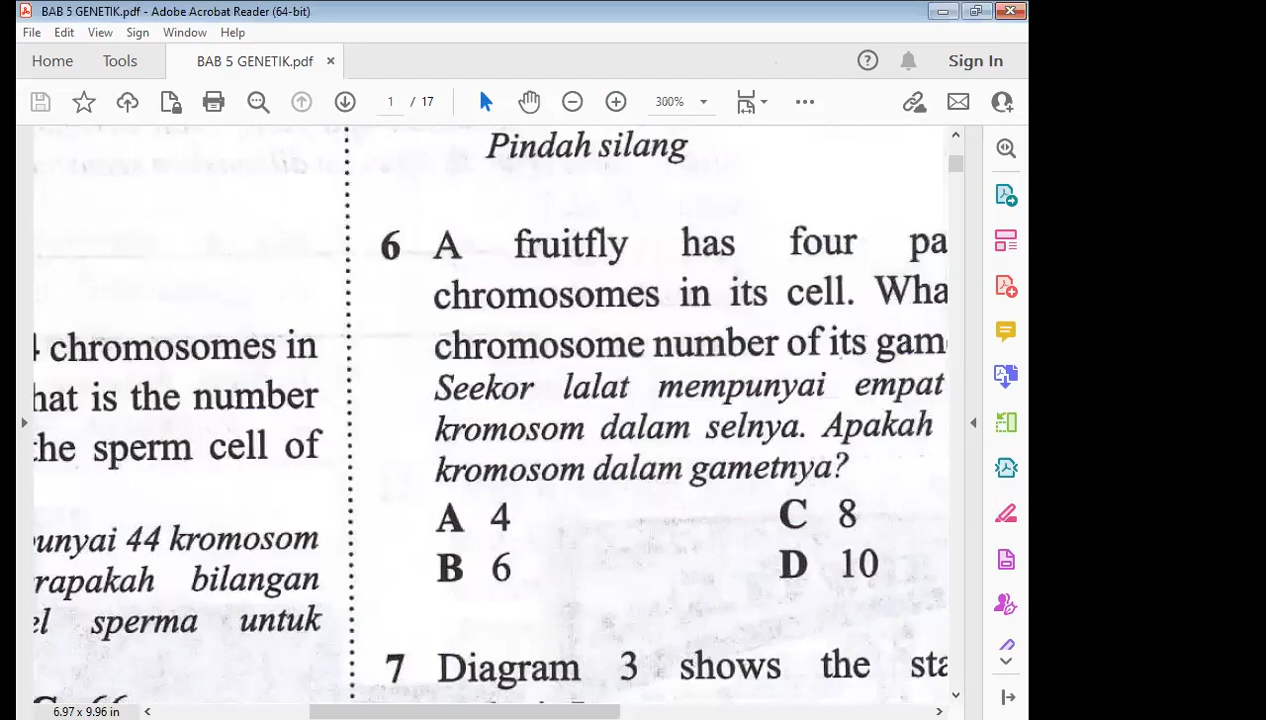 BAB 5 GENETIK.pdf - Adobe Acrobat Reader (64-bit)
File Edit View Sign Window Help
Home Tools BAB 5 GENETIK.pdf × Sign In
1 / 17 300%
chromosomes in
hat is the number
the sperm cell of
unyai 44 kromosom
rapakah bilangan
el sperma untuk
Pindah silang
6 A fruitfly has four pa
chromosomes in its cell. Wha
chromosome number of its gam
Seekor lalat mempunyai empat
kromosom dalam selnya. Apakah
kromosom dalam gametnya?
A 4 C 8
B 6 D 10
7 Diagram 3 shows the sta
6.97 x 9.96 in